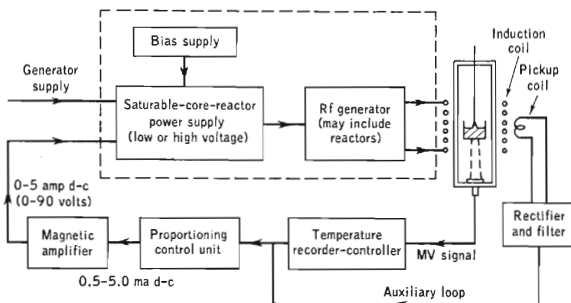 Bias supply
Induction
coil
Pickup
coil
Generator
supply
Saturable-core-reactor
power supply
(low or high voltage)
Rf generator
(may include
reactors)
0-5 amp d-c
(0-90 volts)
Magnetic
amplifier
Proportioning
control unit
Temperature
recorder-controller
MV signal
Rectifier
and filter
0.5-5.0 ma d-c
Auxiliary loop